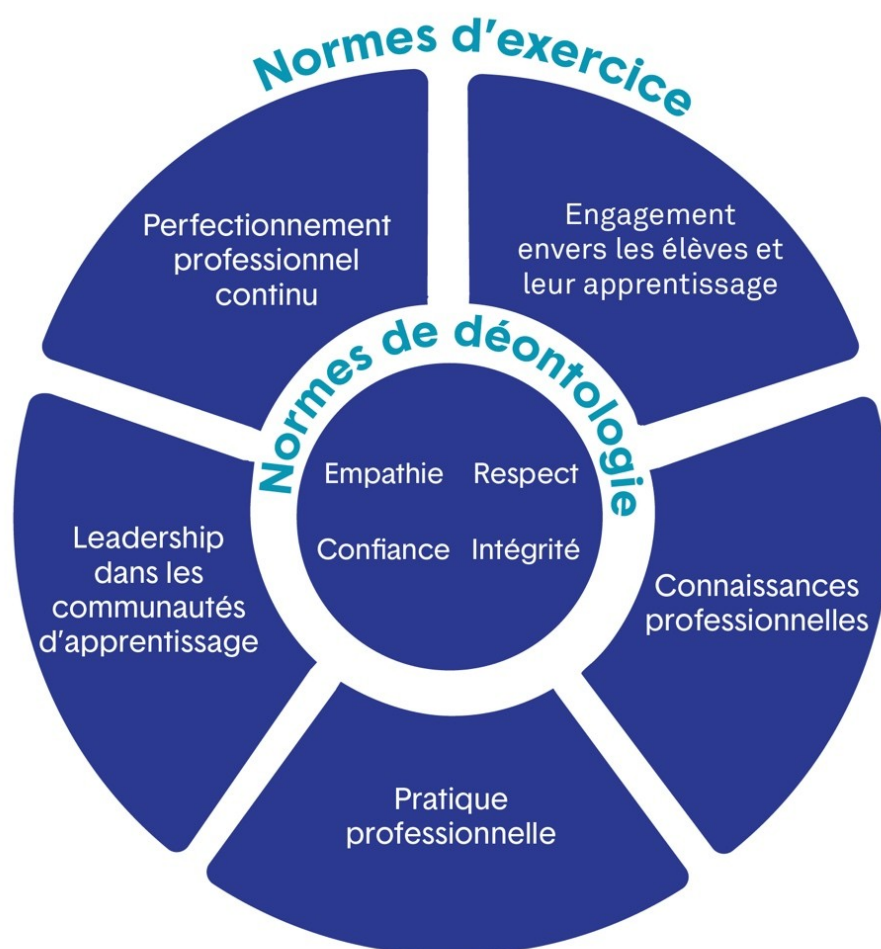 Normes d'exercice
Engagement
envers les élèves et
leur apprentissage
Connaissances
professionnelles
Pratique
professionnelle
Leadership
dans les
communautés
d'apprentissage
Perfectionnement
professionnel
continu
Normes de déontologie
Empathie Respect
Confiance Intégrité